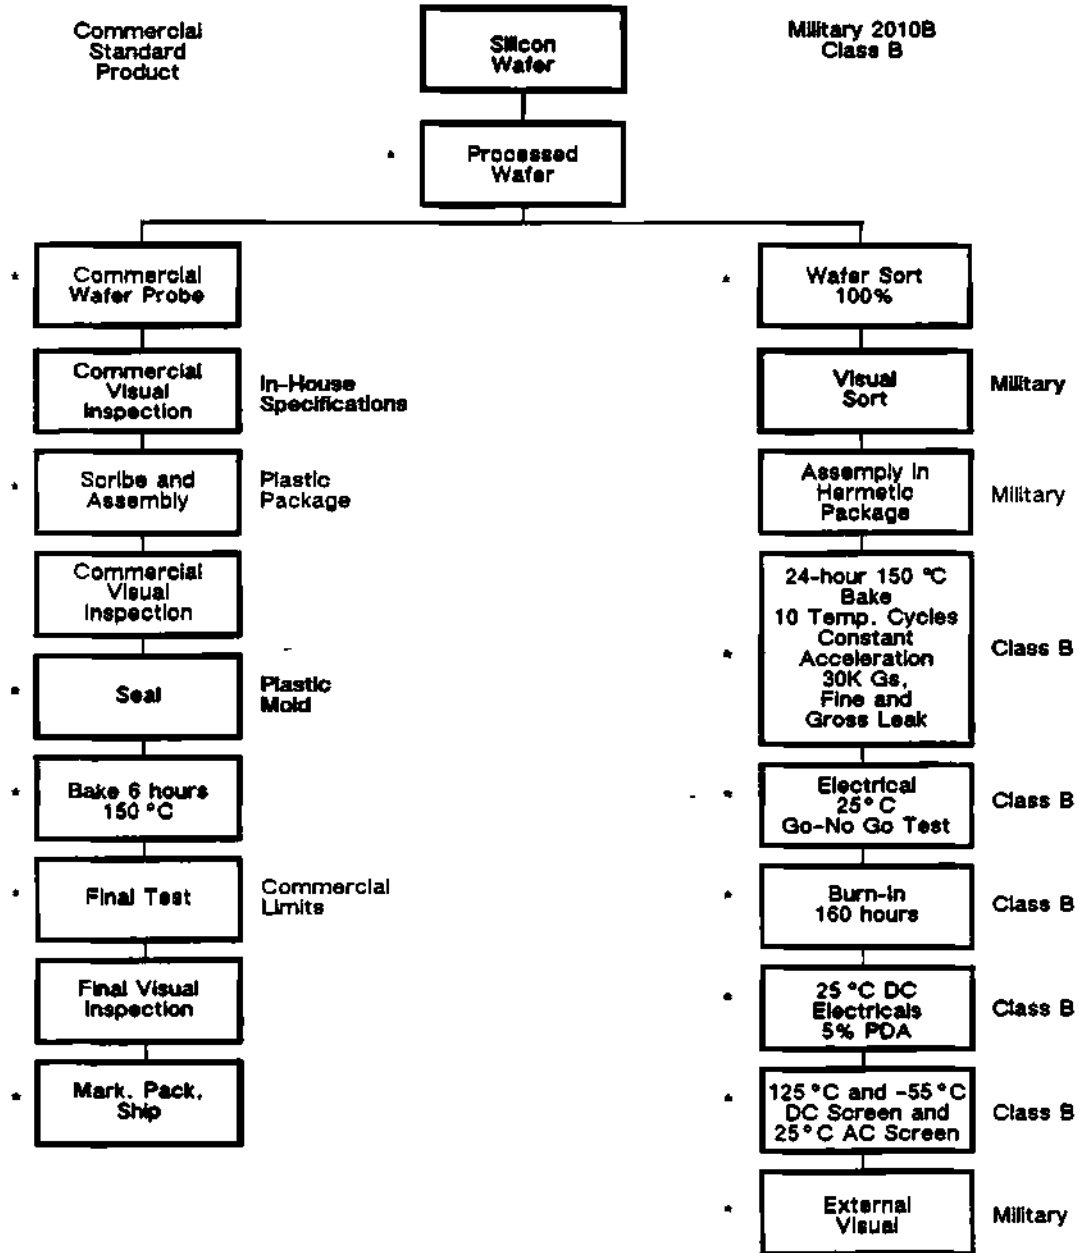 Commercial
Standard
Product
Silicon
Wafer
Military 2010B
Class B
*
Processed
Wafer
*
Commercial
Wafer Probe
Commercial
Visual
Inspection
In-House
Specifications
*
Scribe and
Assembly
Plastic
Package
Commercial
Visual
Inspection
*
Seal
Plastic
Mold
*
Bake 6 hours
150 °C
*
Final Test
Commercial
Limits
Final Visual
Inspection
*
Mark, Pack,
Ship
*
Wafer Sort
100%
Visual
Sort
Military
Assemply in
Hermetic
Package
Military
*
24-hour 150 °C
Bake
10 Temp. Cycles
Constant
Acceleration
30K Gs,
Fine and
Gross Leak
Class B
*
Electrical
25° C
Go-No Go Test
Class B
*
Burn-in
160 hours
Class B
*
25 °C DC
Electricals
5% PDA
Class B
*
125 °C and -55 °C
DC Screen and
25° C AC Screen
Class B
*
External
Visual
Military